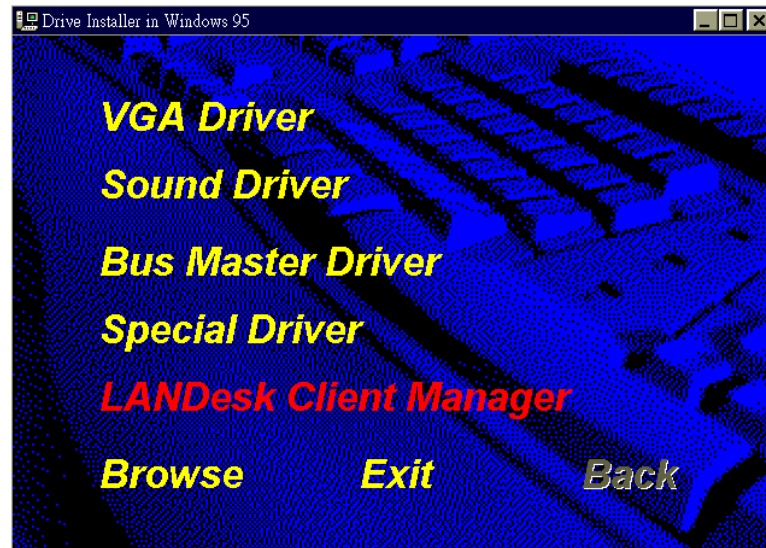 Drive Installer in Windows 95
VGA Driver
Sound Driver
Bus Master Driver
Special Driver
LANDesk Client Manager
Browse Exit Back